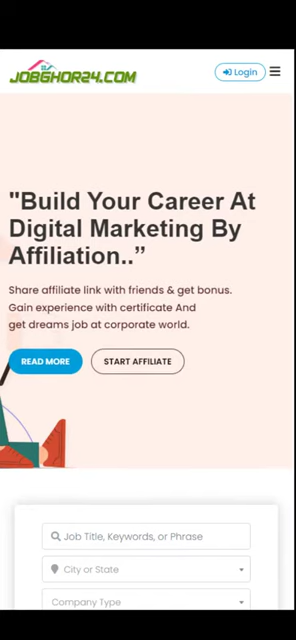 JOBGHOR24.COM
Login
"Build Your Career At
Digital Marketing By
Affiliation..”
Share affiliate link with friends & get bonus.
Gain experience with certificate And
get dreams job at corporate world.
READ MORE
START AFFILIATE
Job Title, Keywords, or Phrase
City or State
Company Type